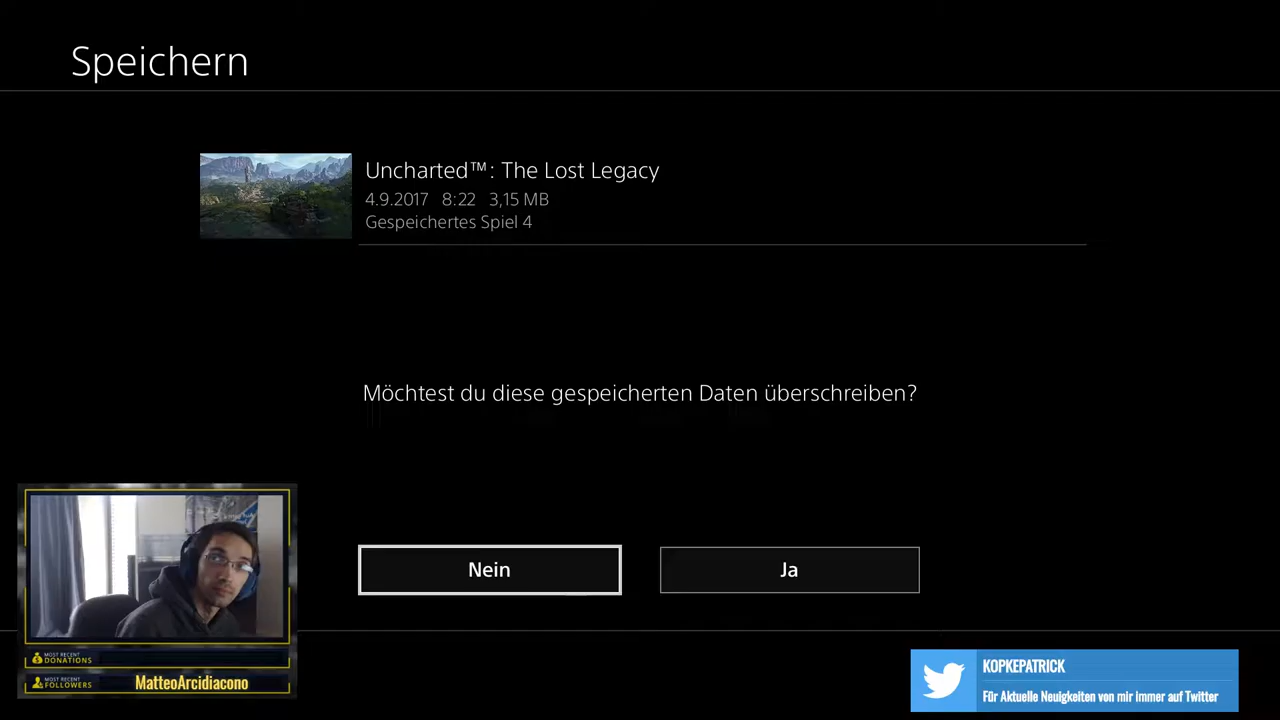 Speichern
Uncharted™: The Lost Legacy
4.9.2017 8:22 3,15 MB
Gespeichertes Spiel 4
Möchtest du diese gespeicherten Daten überschreiben?
Nein
Ja
MOST RECENT
DONATIONS
MOST RECENT
FOLLOWERS
MatteoArcidiacono
KOPKEPATRICK
Für Aktuelle Neuigkeiten von mir immer auf Twitter